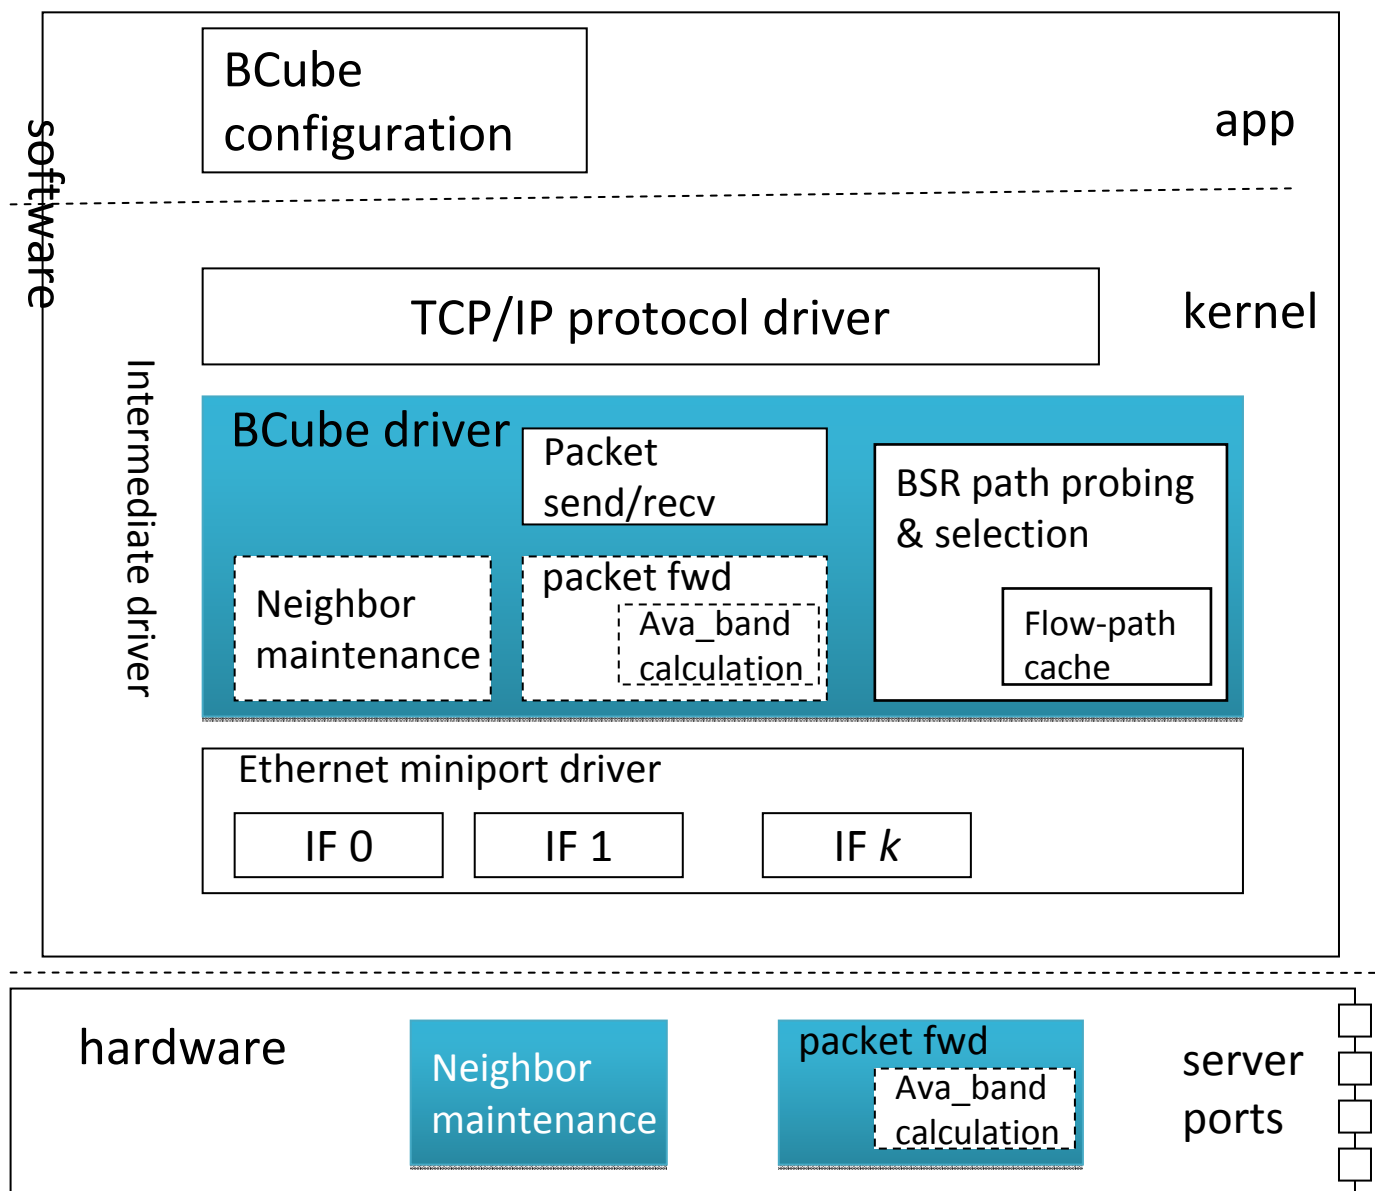 BCube
configuration
app
software
TCP/IP protocol driver
kernel
Intermediate driver
BCube driver
Packet
send/recv
BSR path probing
& selection
Flow-path
cache
Neighbor
maintenance
packet fwd
Ava_band
calculation
Ethernet miniport driver
IF 0
IF 1
IF k
hardware
Neighbor
maintenance
packet fwd
Ava_band
calculation
server
ports